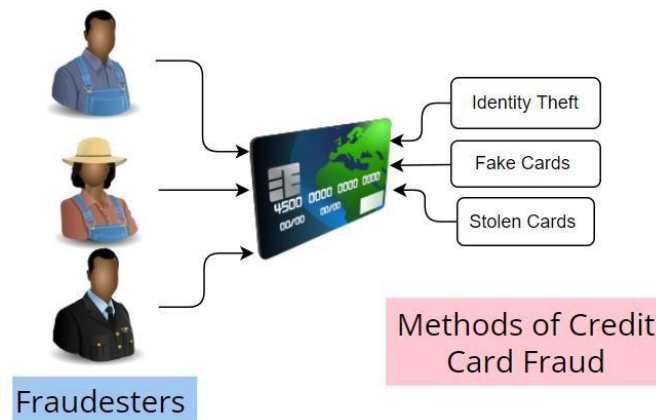 Identity Theft
Fake Cards
Stolen Cards
4500 0000 0000 0000
00/00 00/00
Methods of Credit
Card Fraud
Fraudesters